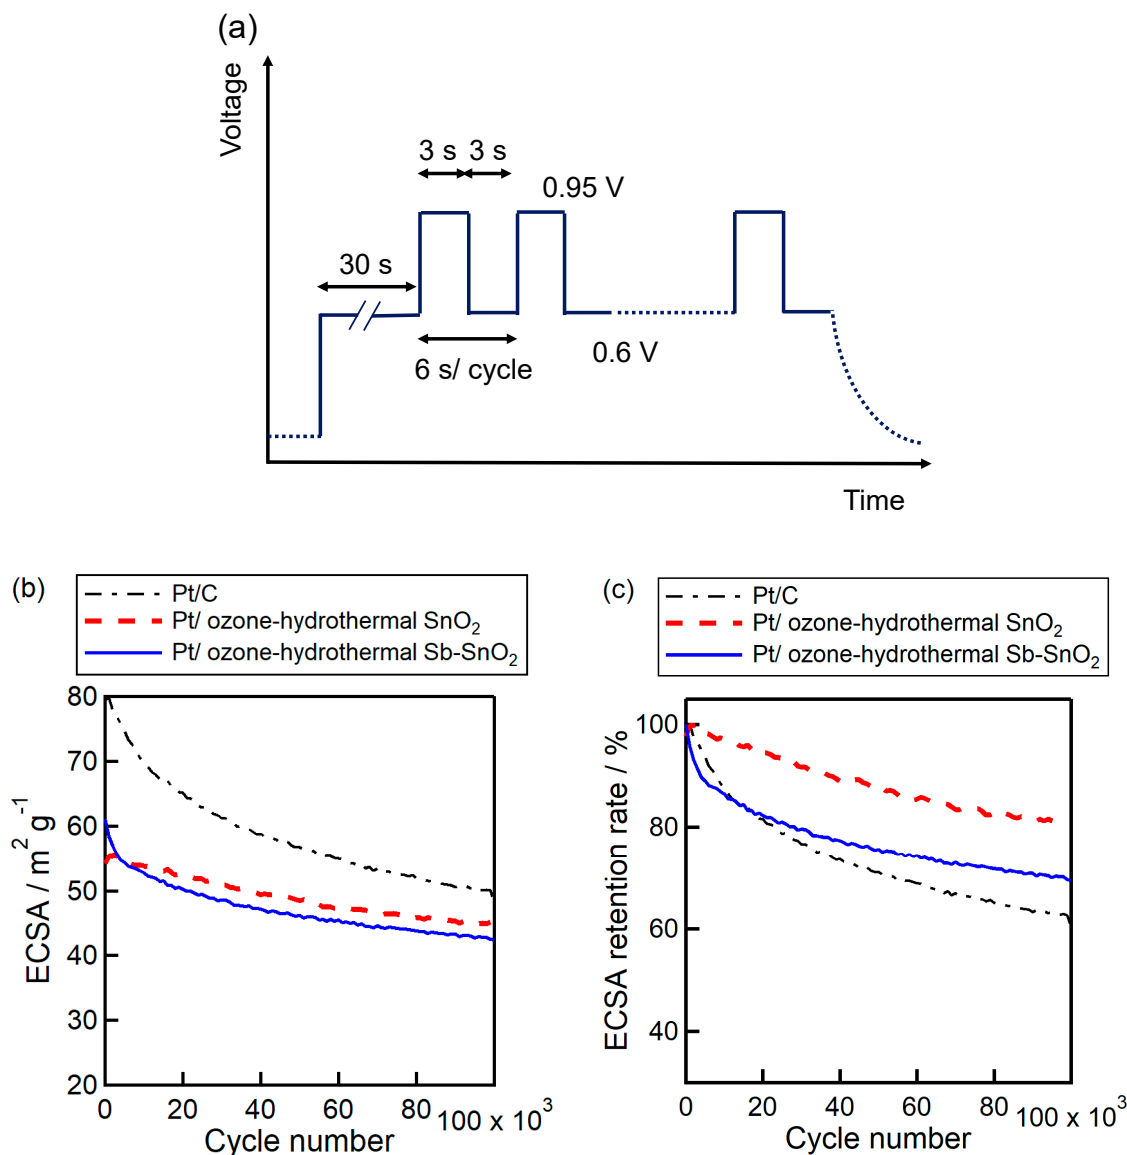 (a)
Voltage
3 s 3 s
0.95 V
30 s
0.6 V
6 s/ cycle
Time
(b)
Pt/C
Pt/ ozone-hydrothermal SnO2
Pt/ ozone-hydrothermal Sb-SnO2
80
70
60
50
40
30
20
ECSA / m2 g-1
0 20 40 60 80 100 x 103
Cycle number
(c)
Pt/C
Pt/ ozone-hydrothermal SnO2
Pt/ ozone-hydrothermal Sb-SnO2
100
80
60
40
ECSA retention rate / %
0 20 40 60 80 100 x 103
Cycle number